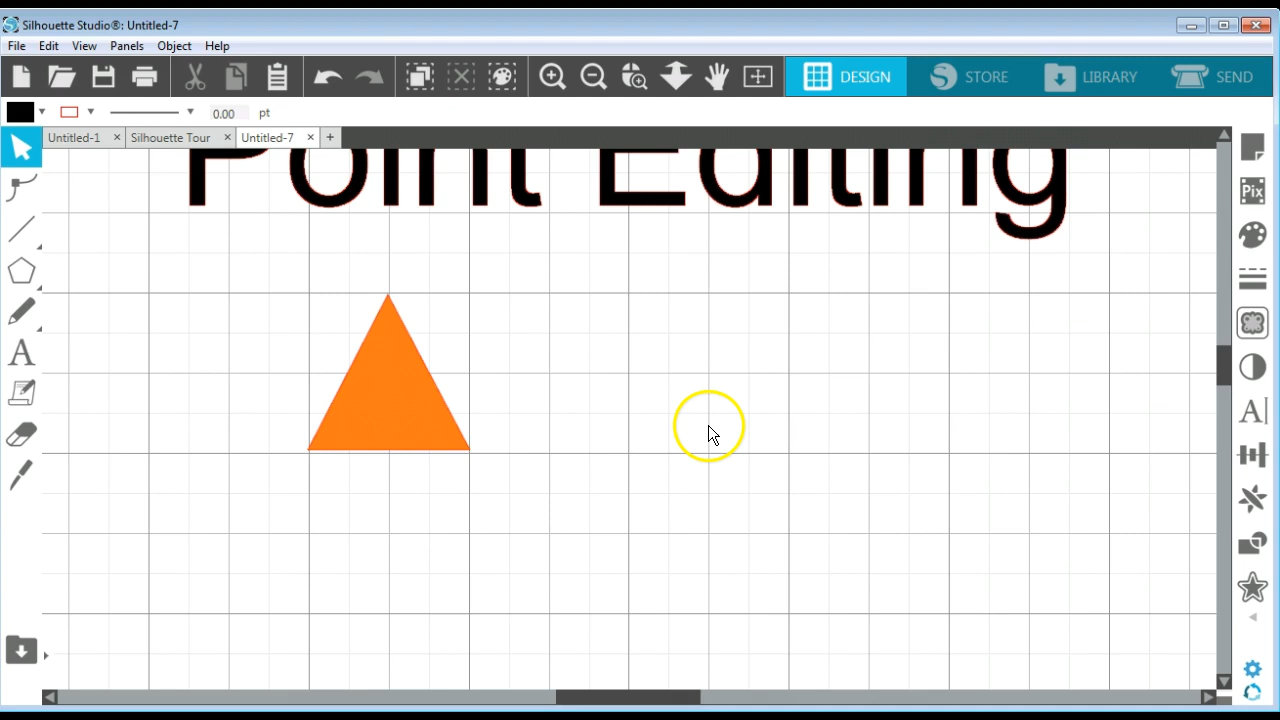 Silhouette Studio®: Untitled-7
File Edit View Panels Object Help
DESIGN STORE LIBRARY SEND
0.00 pt
Untitled-1 Silhouette Tour Untitled-7
Point Editing
Pix